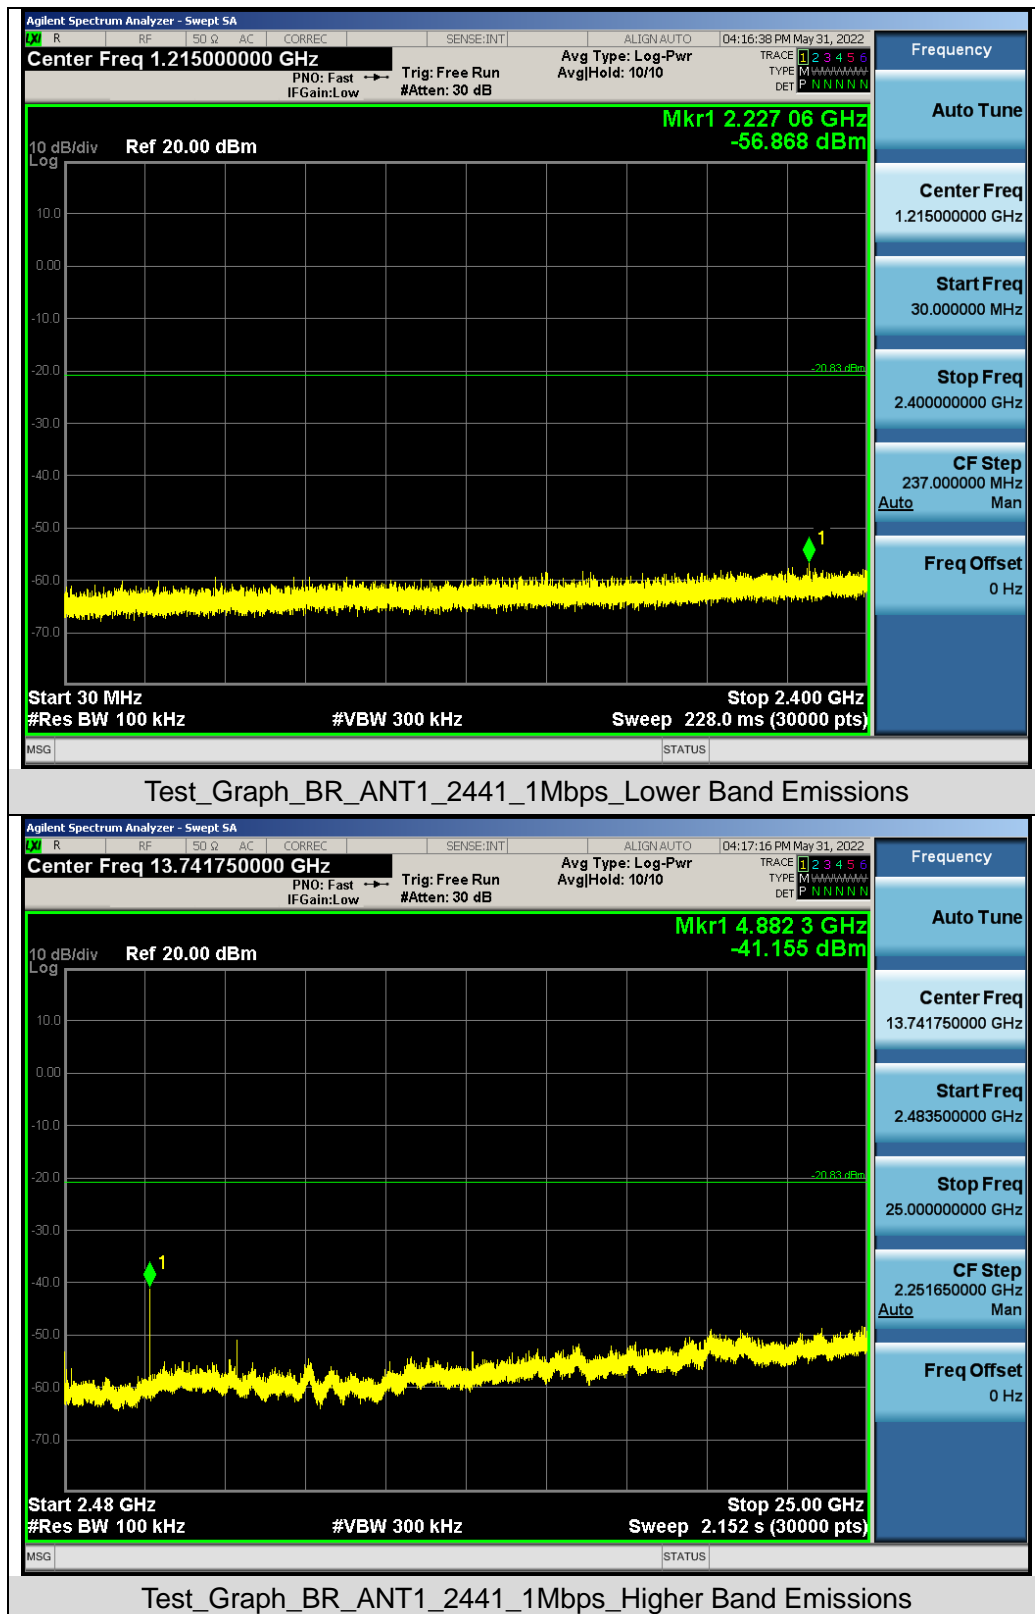 Agilent Spectrum Analyzer - Swept SA
LXI R RF 50 Ω AC CORREC SENSE:INT ALIGN AUTO 04:16:38 PM May 31, 2022
Center Freq 1.215000000 GHz
PNO: Fast
IFGain:Low
Trig: Free Run
#Atten: 30 dB
Avg Type: Log-Pwr
Avg|Hold: 10/10
TRACE 1 2 3 4 5 6
TYPE M
DET P N N N N N
Mkr1 2.227 06 GHz
-56.868 dBm
10 dB/div Ref 20.00 dBm
Log
10.0
0.00
-10.0
-20.0
-20.83 dBm
-30.0
-40.0
-50.0
1
-60.0
-70.0
Start 30 MHz Stop 2.400 GHz
#Res BW 100 kHz #VBW 300 kHz Sweep 228.0 ms (30000 pts)
MSG STATUS
Frequency
Auto Tune
Center Freq
1.215000000 GHz
Start Freq
30.000000 MHz
Stop Freq
2.400000000 GHz
CF Step
237.000000 MHz
Auto Man
Freq Offset
0 Hz
Test_Graph_BR_ANT1_2441_1Mbps_Lower Band Emissions
Agilent Spectrum Analyzer - Swept SA
LXI R RF 50 Ω AC CORREC SENSE:INT ALIGN AUTO 04:17:16 PM May 31, 2022
Center Freq 13.741750000 GHz
PNO: Fast
IFGain:Low
Trig: Free Run
#Atten: 30 dB
Avg Type: Log-Pwr
Avg|Hold: 10/10
TRACE 1 2 3 4 5 6
TYPE M
DET P N N N N N
Mkr1 4.882 3 GHz
-41.155 dBm
10 dB/div Ref 20.00 dBm
Log
10.0
0.00
-10.0
-20.0
-20.83 dBm
-30.0
1
-40.0
-50.0
-60.0
-70.0
Start 2.48 GHz Stop 25.00 GHz
#Res BW 100 kHz #VBW 300 kHz Sweep 2.152 s (30000 pts)
MSG STATUS
Frequency
Auto Tune
Center Freq
13.741750000 GHz
Start Freq
2.483500000 GHz
Stop Freq
25.000000000 GHz
CF Step
2.251650000 GHz
Auto Man
Freq Offset
0 Hz
Test_Graph_BR_ANT1_2441_1Mbps_Higher Band Emissions